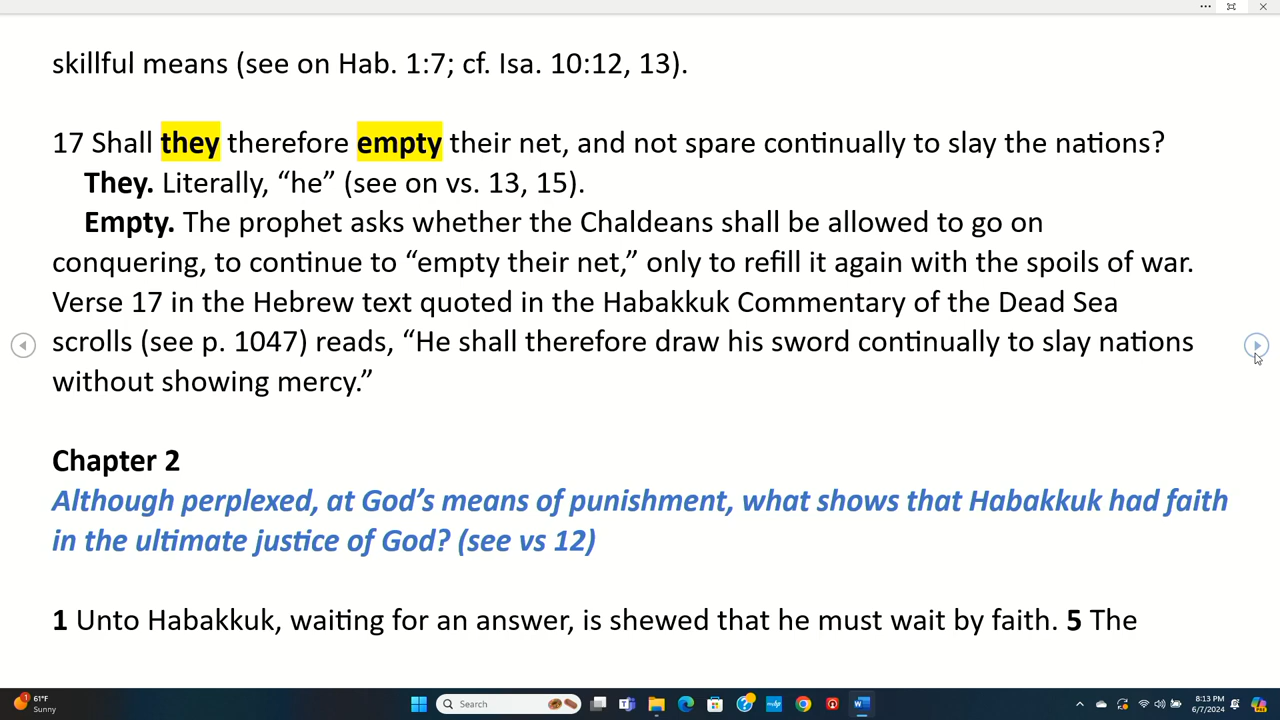 skillful means (see on Hab. 1:7; cf. Isa. 10:12, 13).
17 Shall they therefore empty their net, and not spare continually to slay the nations?
They. Literally, “he” (see on vs. 13, 15).
Empty. The prophet asks whether the Chaldeans shall be allowed to go on
conquering, to continue to “empty their net,” only to refill it again with the spoils of war.
Verse 17 in the Hebrew text quoted in the Habakkuk Commentary of the Dead Sea
scrolls (see p. 1047) reads, “He shall therefore draw his sword continually to slay nations
without showing mercy.”
Chapter 2
Although perplexed, at God’s means of punishment, what shows that Habakkuk had faith
in the ultimate justice of God? (see vs 12)
1 Unto Habakkuk, waiting for an answer, is shewed that he must wait by faith. 5 The
1
61°F
Sunny
Search
8:13 PM
6/7/2024